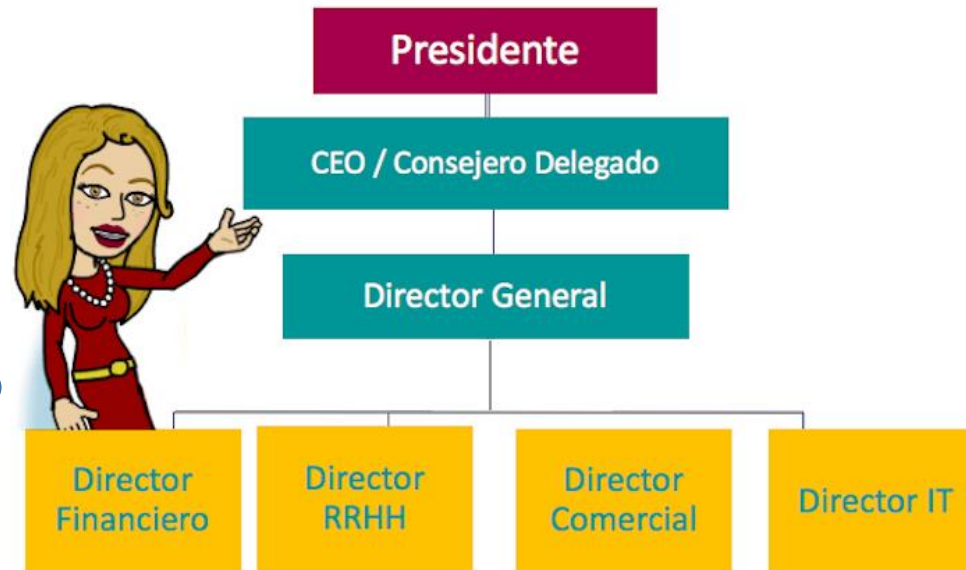 Presidente
CEO / Consejero Delegado
Director General
Director
Financiero
Director
RRHH
Director
Comercial
Director IT